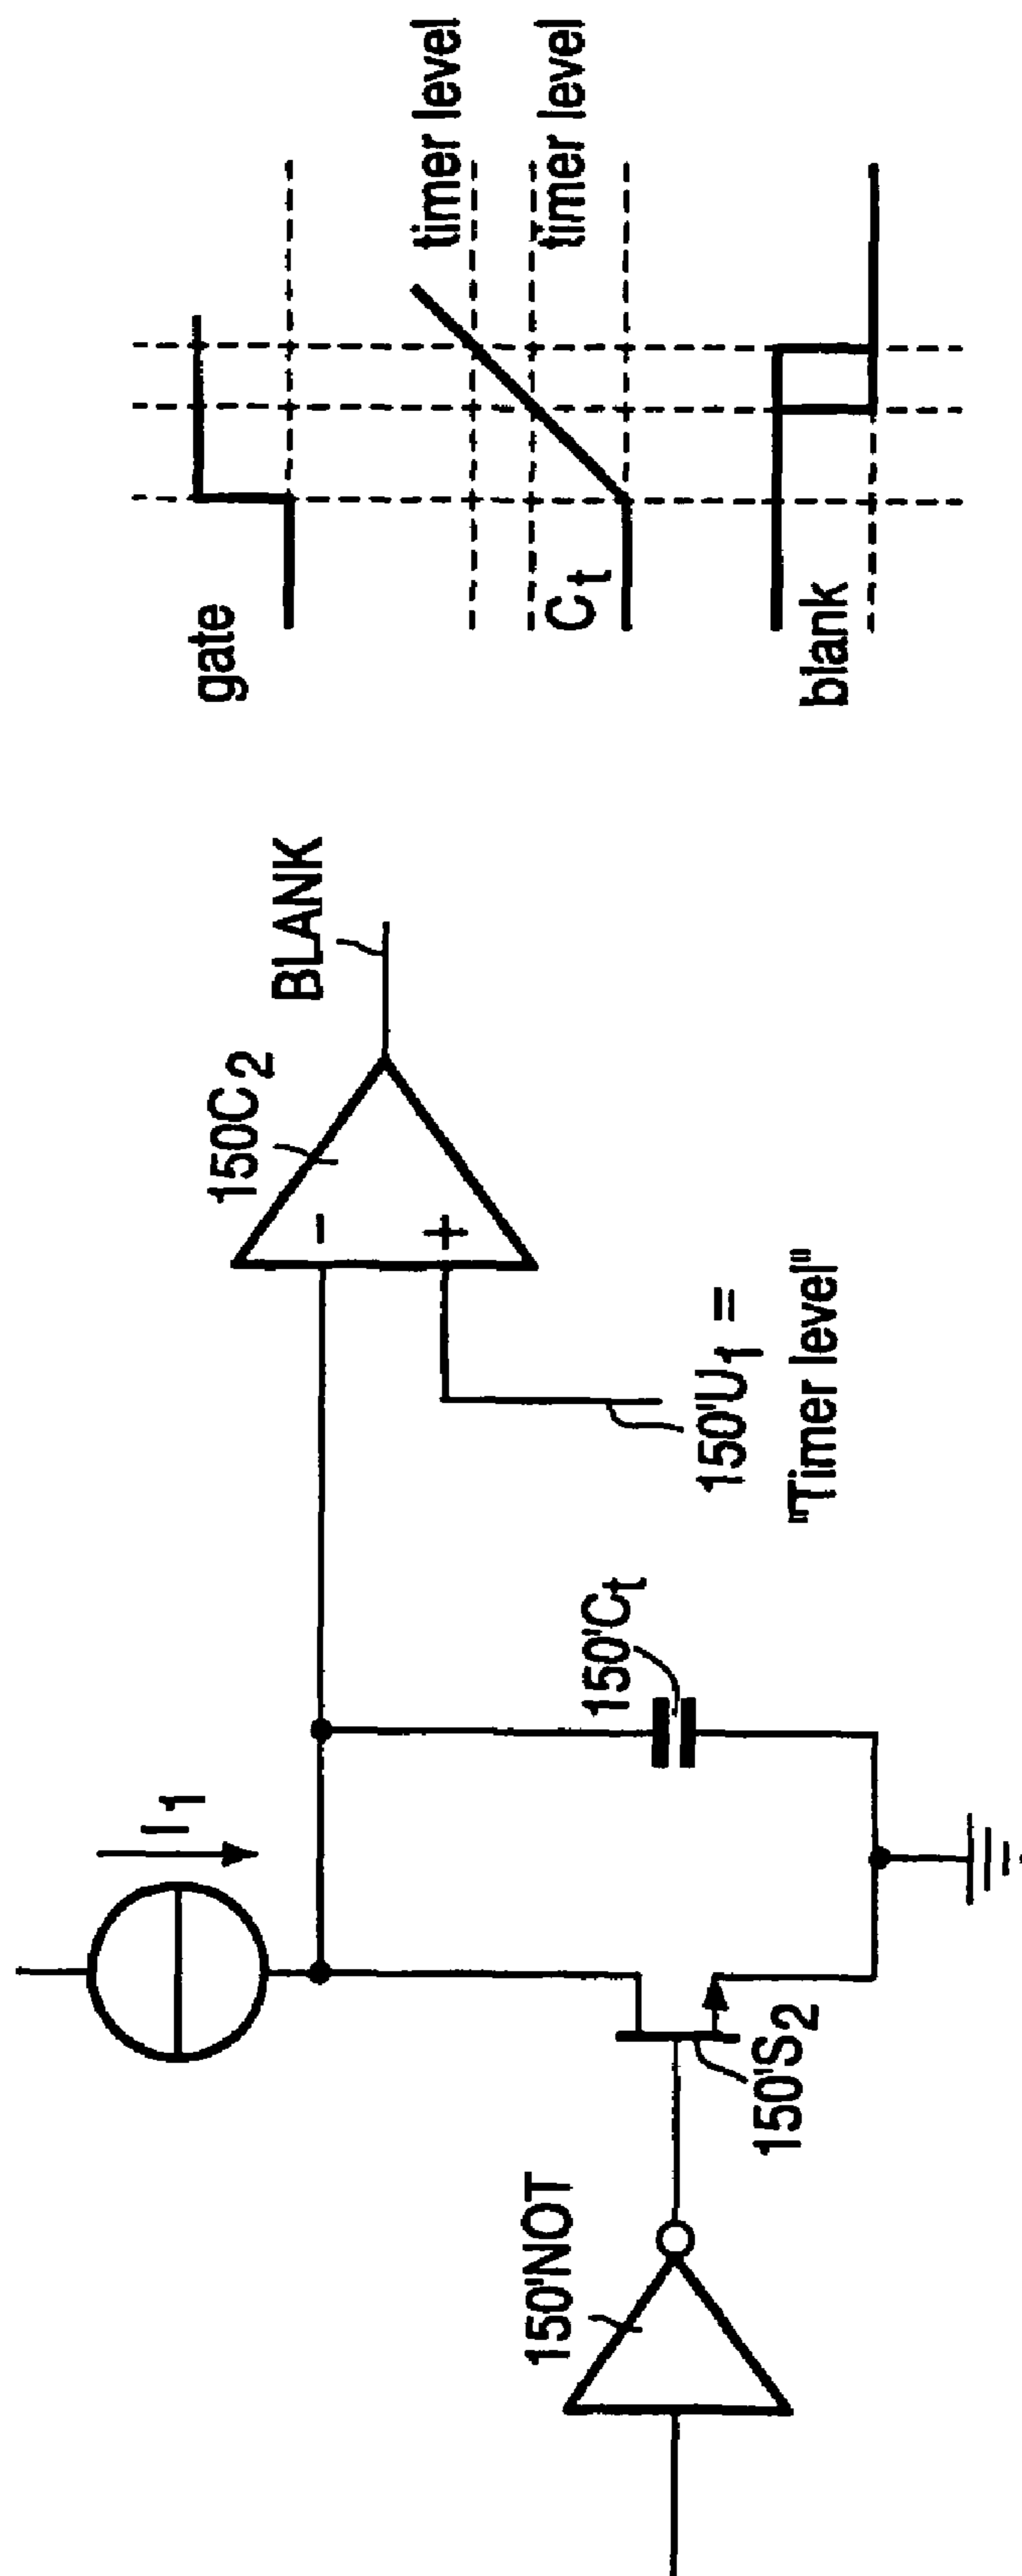 150'NOT
I1
150'S2
150'Ct
150C2
BLANK
-
+
150'U1 =
"Timer level"
gate
timer level
timer level
Ct
blank